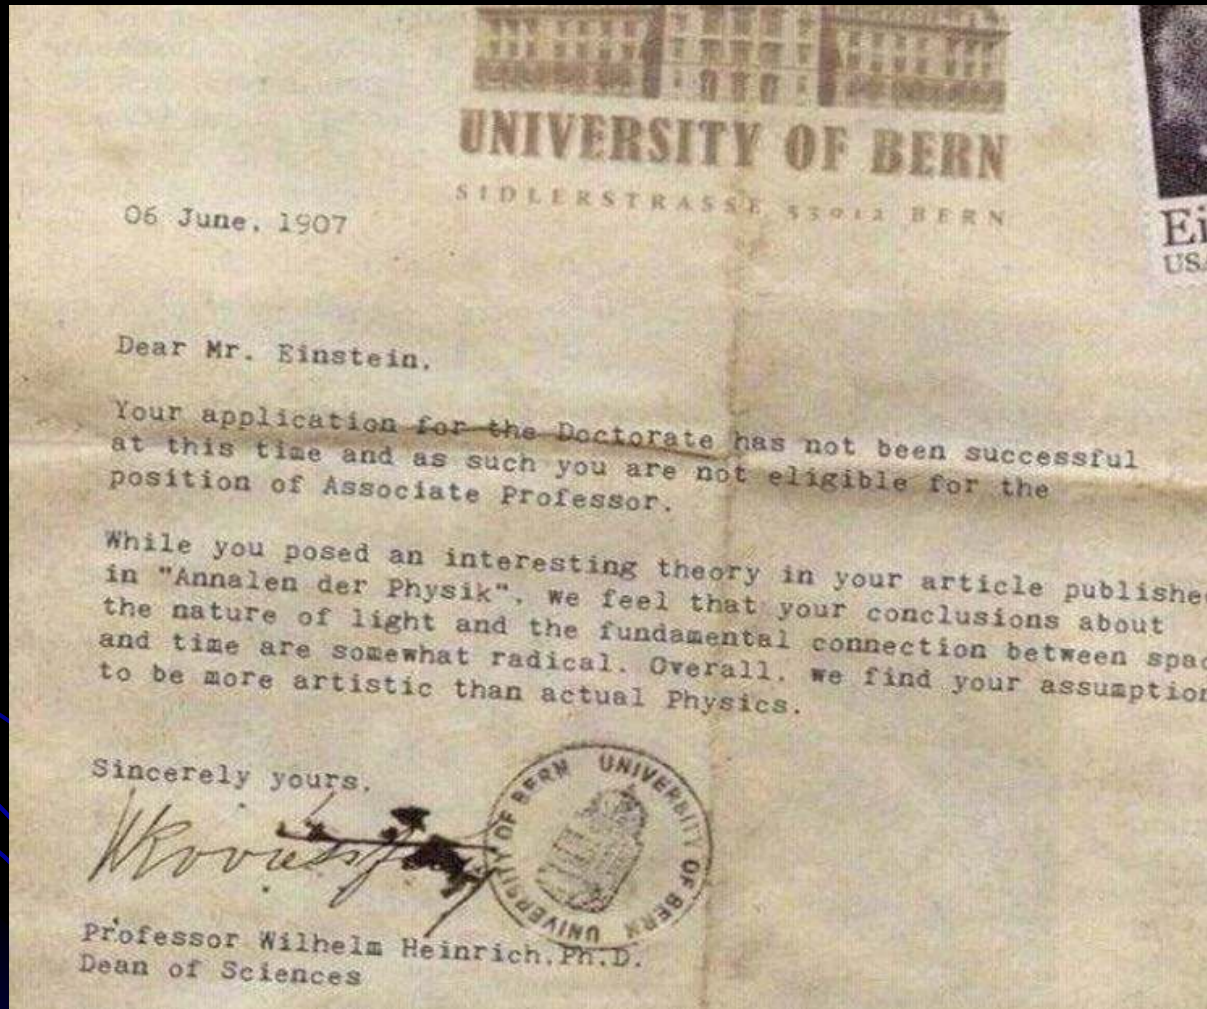 UNIVERSITY OF BERN
SIDLERSTRASSE 53012 BERN
Ei
USA
06 June, 1907
Dear Mr. Einstein,
Your application for the Doctorate has not been successful
at this time and as such you are not eligible for the
position of Associate Professor.
While you posed an interesting theory in your article publishe
in "Annalen der Physik", we feel that your conclusions about
the nature of light and the fundamental connection between spac
and time are somewhat radical. Overall, we find your assumption
to be more artistic than actual Physics.
Sincerely yours,
UNIVERSITY OF BERN UNIVERSITY OF BERN
Professor Wilhelm Heinrich, Ph.D.
Dean of Sciences